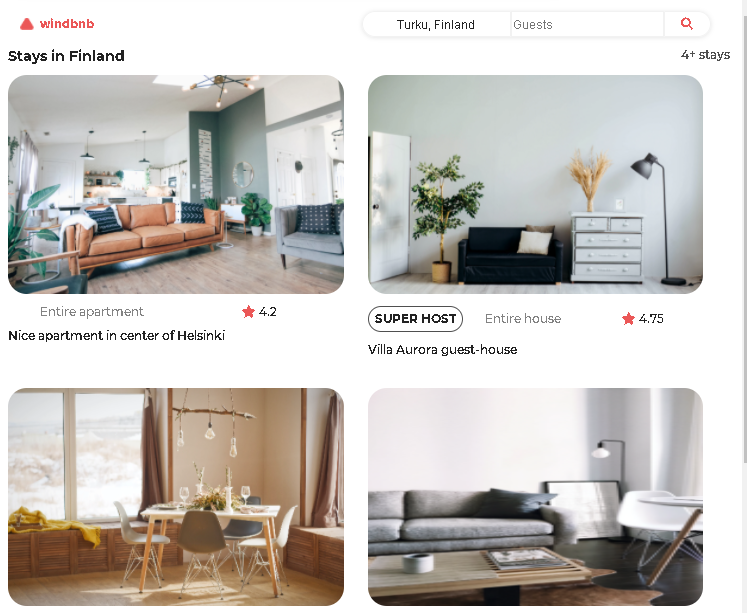 windbnb
Turku, Finland
Guests
Stays in Finland
4+ stays
Entire apartment
4.2
Nice apartment in center of Helsinki
SUPER HOST
Entire house
4.75
Villa Aurora guest-house